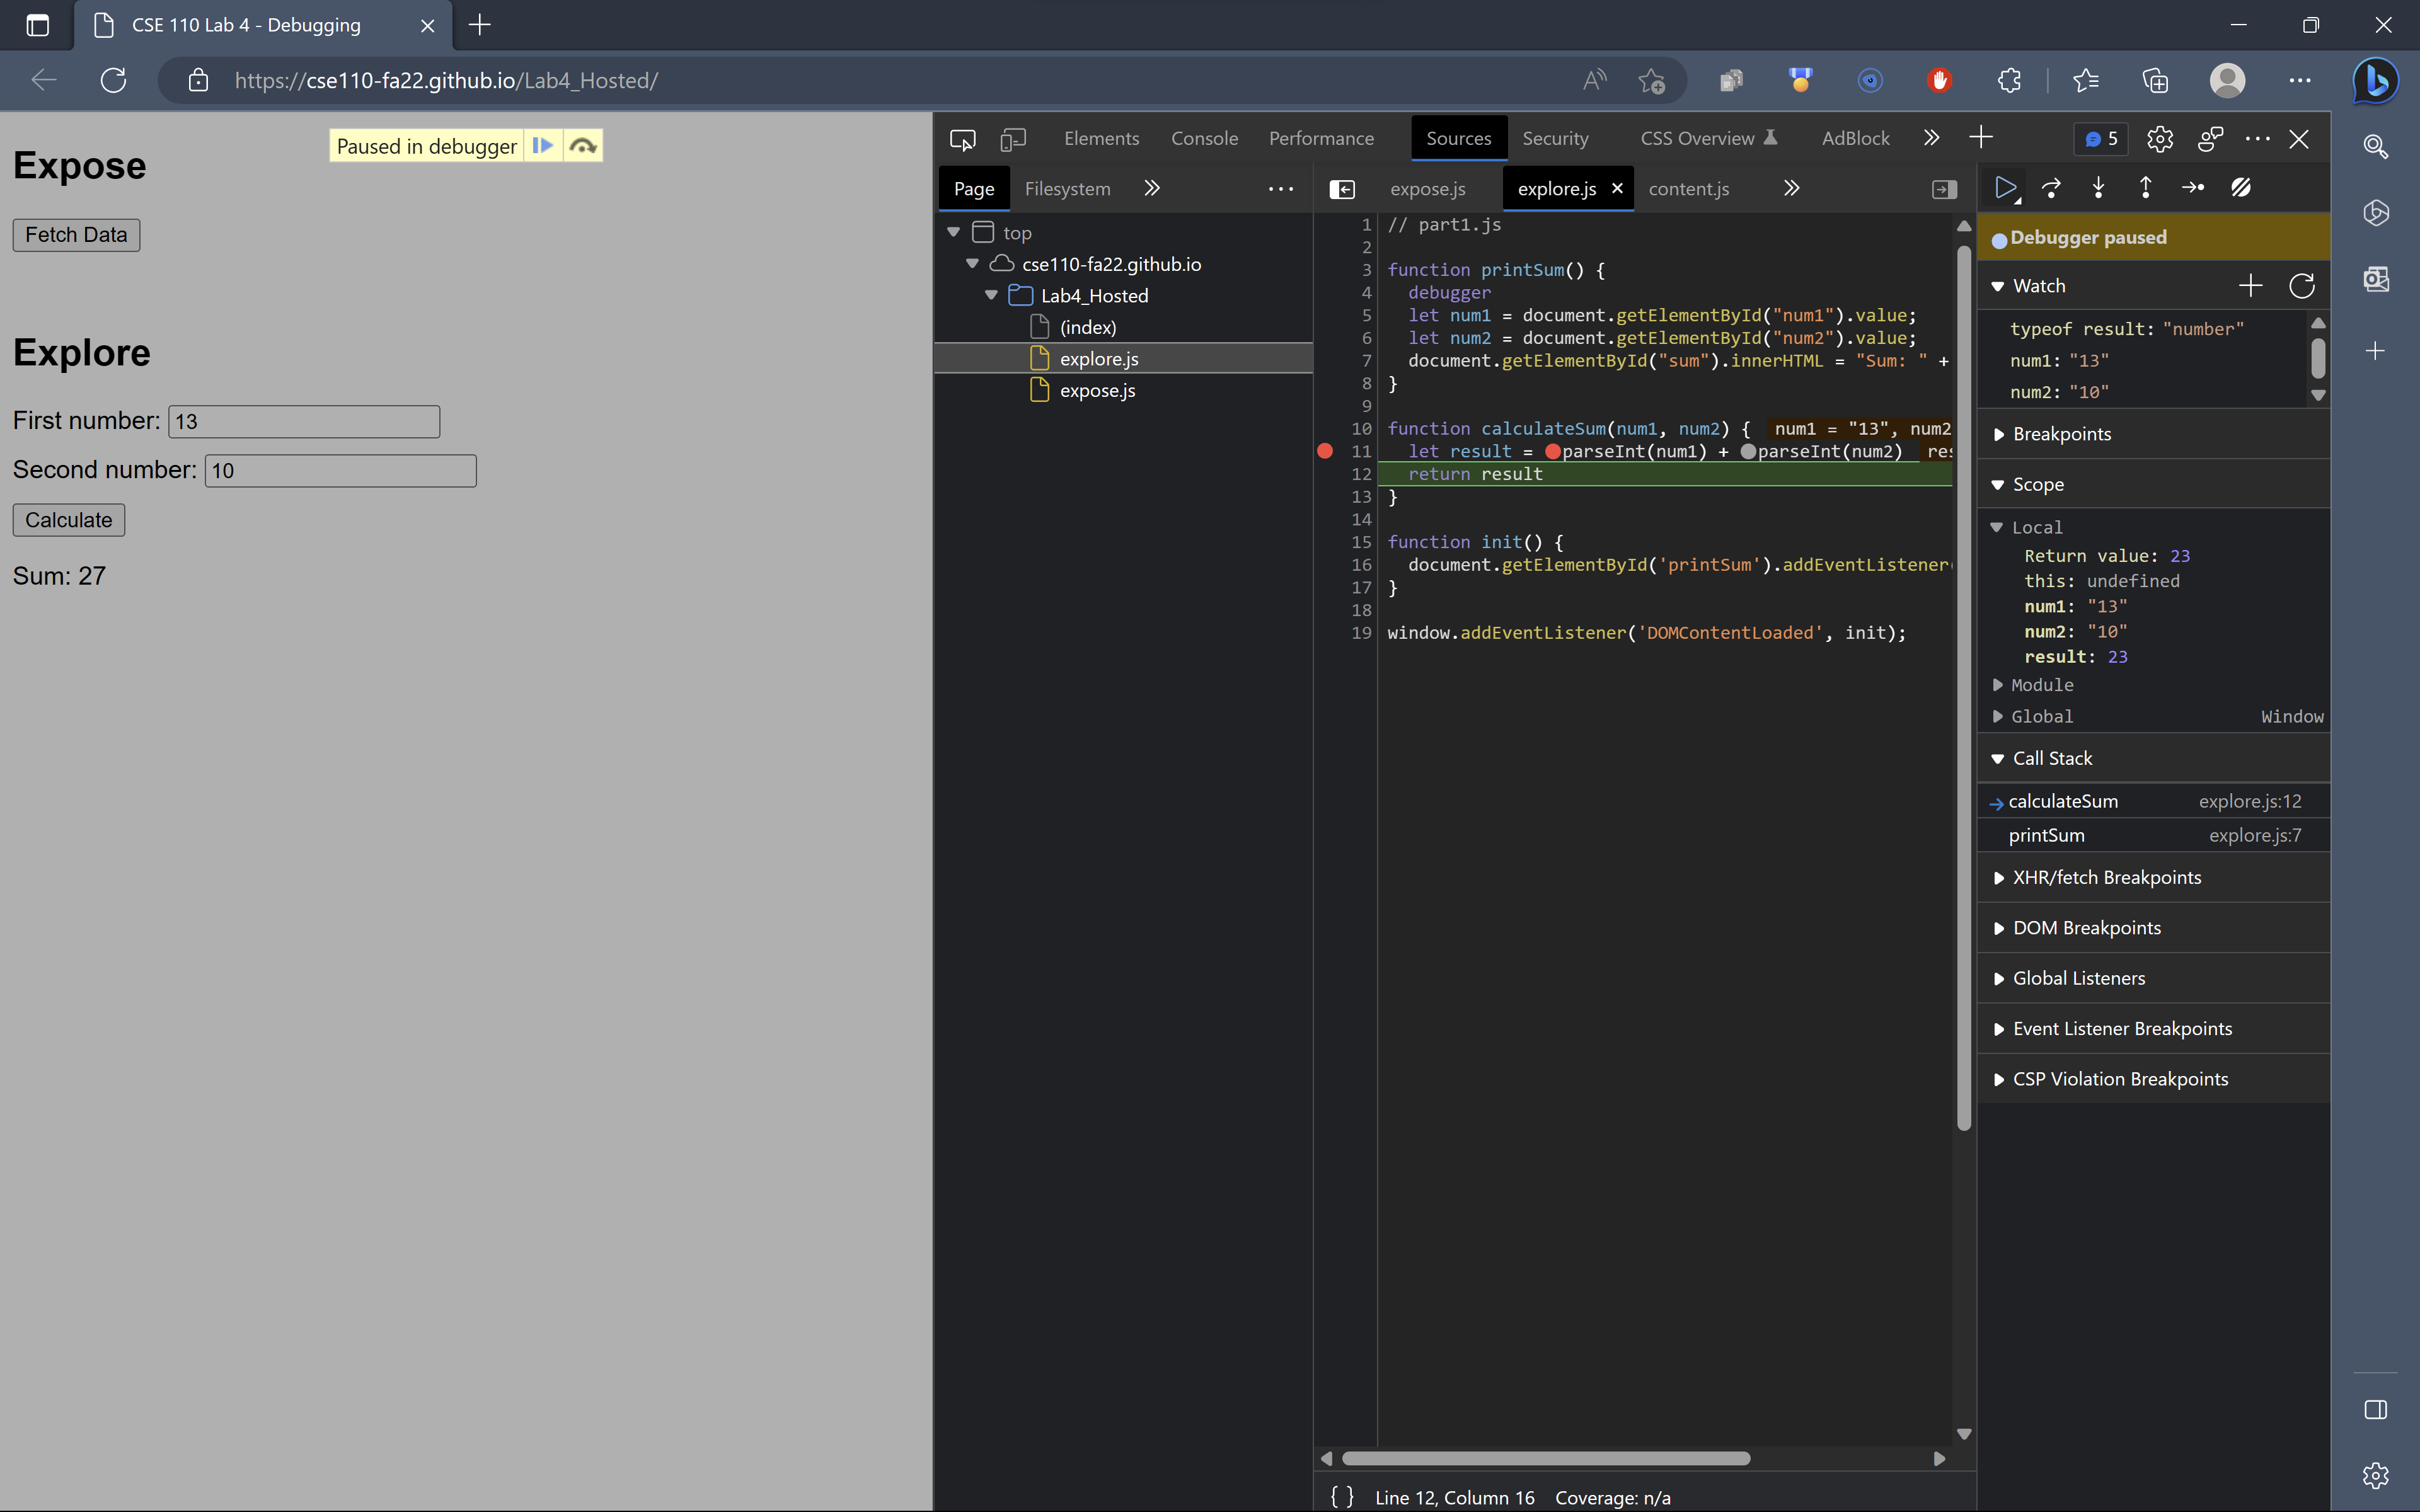 CSE 110 Lab 4 - Debugging
https://cse110-fa22.github.io/Lab4_Hosted/
Paused in debugger
Expose
Fetch Data
Explore
First number: 13
Second number: 10
Calculate
Sum: 27
Elements Console Performance Sources Security CSS Overview AdBlock 5
Page Filesystem
top
cse110-fa22.github.io
Lab4_Hosted
(index)
explore.js
expose.js
expose.js explore.js content.js
1 // part1.js
2
3 function printSum() {
4 debugger
5 let num1 = document.getElementById("num1").value;
6 let num2 = document.getElementById("num2").value;
7 document.getElementById("sum").innerHTML = "Sum: " +
8 }
9
10 function calculateSum(num1, num2) { num1 = "13", num2
11 let result = parseInt(num1) + parseInt(num2) res
12 return result
13 }
14
15 function init() {
16 document.getElementById('printSum').addEventListener(
17 }
18
19 window.addEventListener('DOMContentLoaded', init);
{ } Line 12, Column 16 Coverage: n/a
Debugger paused
Watch
typeof result: "number"
num1: "13"
num2: "10"
Breakpoints
Scope
Local
Return value: 23
this: undefined
num1: "13"
num2: "10"
result: 23
Module
Global Window
Call Stack
calculateSum explore.js:12
printSum explore.js:7
XHR/fetch Breakpoints
DOM Breakpoints
Global Listeners
Event Listener Breakpoints
CSP Violation Breakpoints